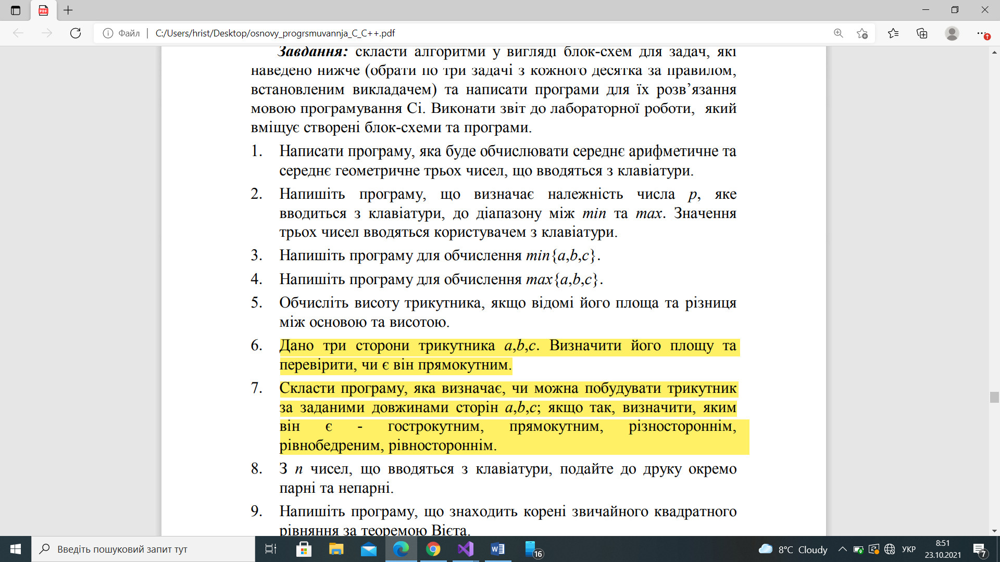 Файл
C:/Users/hrist/Desktop/osnovy_progrsmuvannja_C_C++.pdf
Завдання: скласти алгоритми у вигляді блок-схем для задач, які
наведено нижче (обрати по три задачі з кожного десятка за правилом,
встановленим викладачем) та написати програми для їх розв’язання
мовою програмування Сі. Виконати звіт до лабораторної роботи, який
вміщує створені блок-схеми та програми.
1. Написати програму, яка буде обчислювати середнє арифметичне та
середнє геометричне трьох чисел, що вводяться з клавіатури.
2. Напишіть програму, що визначає належність числа p, яке
вводиться з клавіатури, до діапазону між min та max. Значення
трьох чисел вводяться користувачем з клавіатури.
3. Напишіть програму для обчислення min{a,b,c}.
4. Напишіть програму для обчислення max{a,b,c}.
5. Обчисліть висоту трикутника, якщо відомі його площа та різниця
між основою та висотою.
6. Дано три сторони трикутника a,b,c. Визначити його площу та
перевірити, чи є він прямокутним.
7. Скласти програму, яка визначає, чи можна побудувати трикутник
за заданими довжинами сторін a,b,c; якщо так, визначити, яким
він є - гострокутним, прямокутним, різностороннім,
рівнобедреним, рівностороннім.
8. З n чисел, що вводяться з клавіатури, подайте до друку окремо
парні та непарні.
9. Напишіть програму, що знаходить корені звичайного квадратного
рівняння за теоремою Вієта.
Введіть пошуковий запит тут
16
8°C Cloudy
УКР
8:51
23.10.2021
7